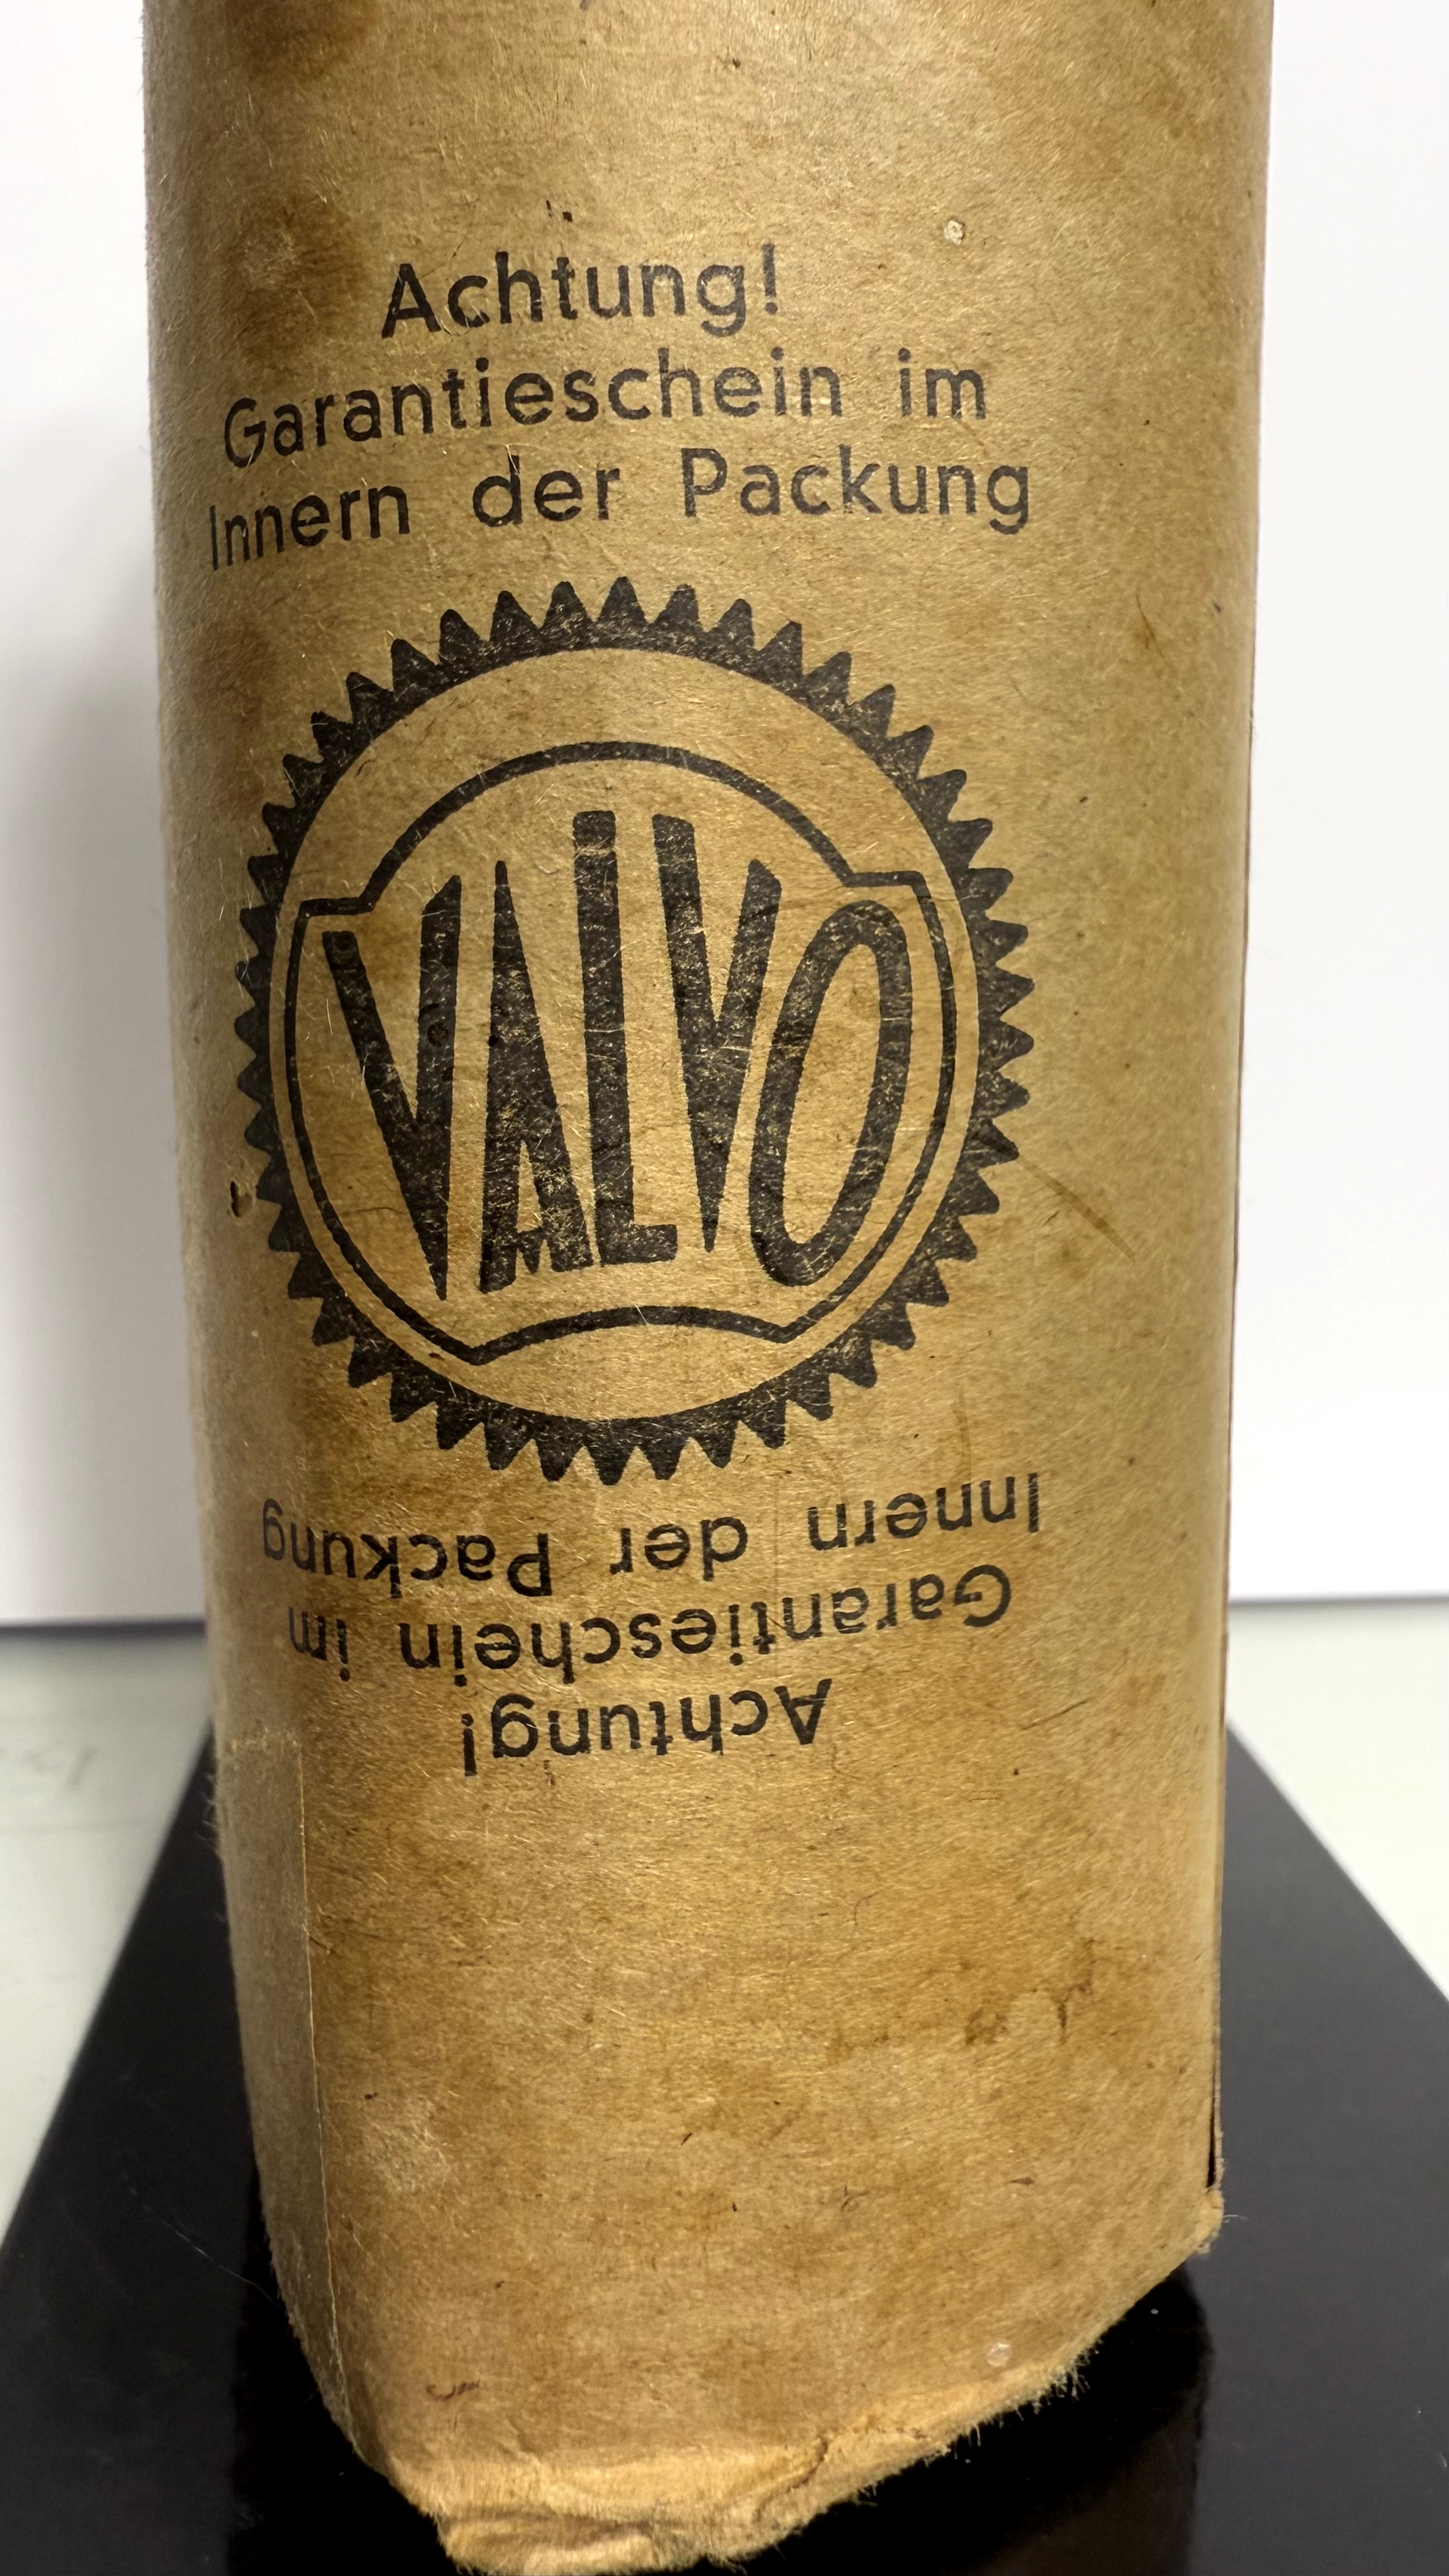 Achtung!
Garantieschein im
Innern der Packung
VALVO
Achtung!
Garantieschein im
Innern der Packung